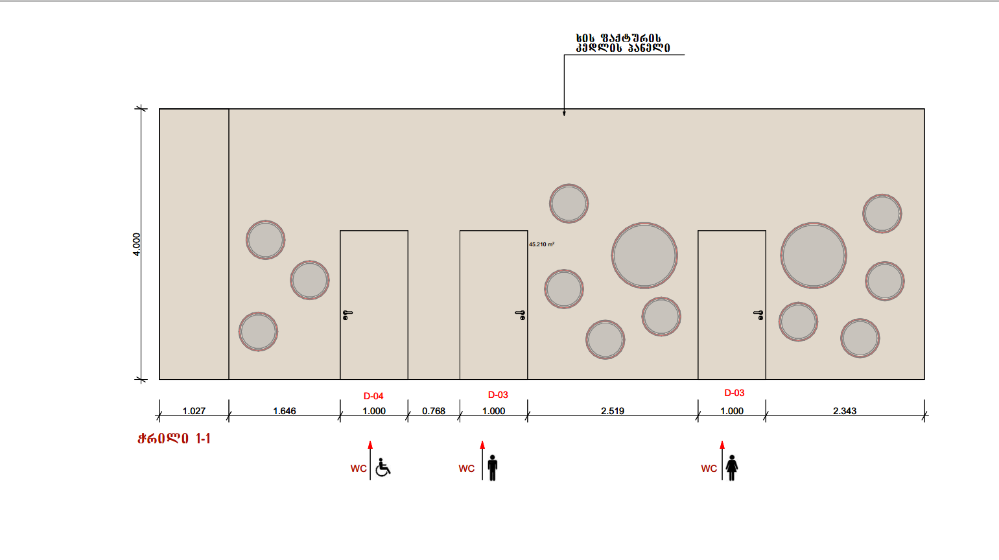 ხის ფაქტურის
კედლის პანელი
4.000
45.210 m²
D-04
D-03
D-03
1.027
1.646
1.000
0.768
1.000
2.519
1.000
2.343
ჭრილი 1-1
WC
WC
WC